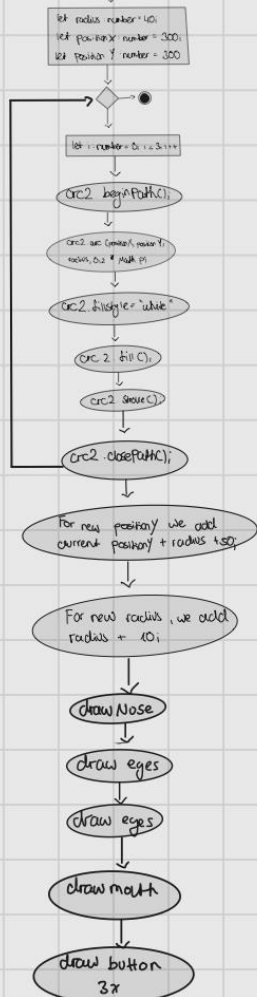 let radius number = 40;
let positionX number = 300;
let position Y number = 300
let i number = 0; i = 3; i++
crc2 beginPath();
crc2.arc (positionX, positionY,
radius, 0, 2 * Math.PI
crc2.fillstyle = "white"
crc 2. fill();
crc2 stroke();
crc2.closePath();
For new positionY we add
current positionY + radius +50;
For new radius, we add
radius + 10;
draw Nose
draw eyes
draw eyes
draw mouth
draw button
3x